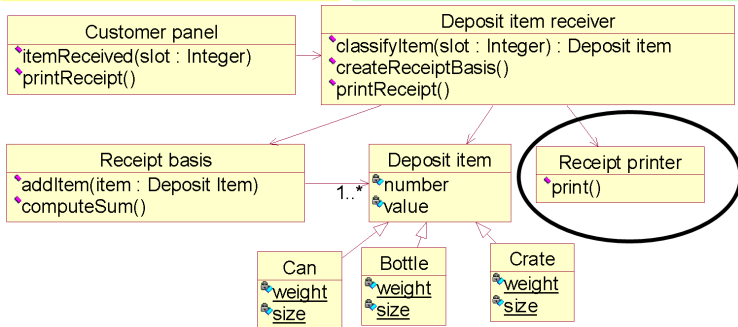 Customer panel
itemReceived(slot : Integer)
printReceipt()
Deposit item receiver
classifyItem(slot : Integer) : Deposit item
createReceiptBasis()
printReceipt()
Receipt basis
addItem(item : Deposit Item)
computeSum()
1..*
Deposit item
number
value
Receipt printer
print()
Can
weight
size
Bottle
weight
size
Crate
weight
size